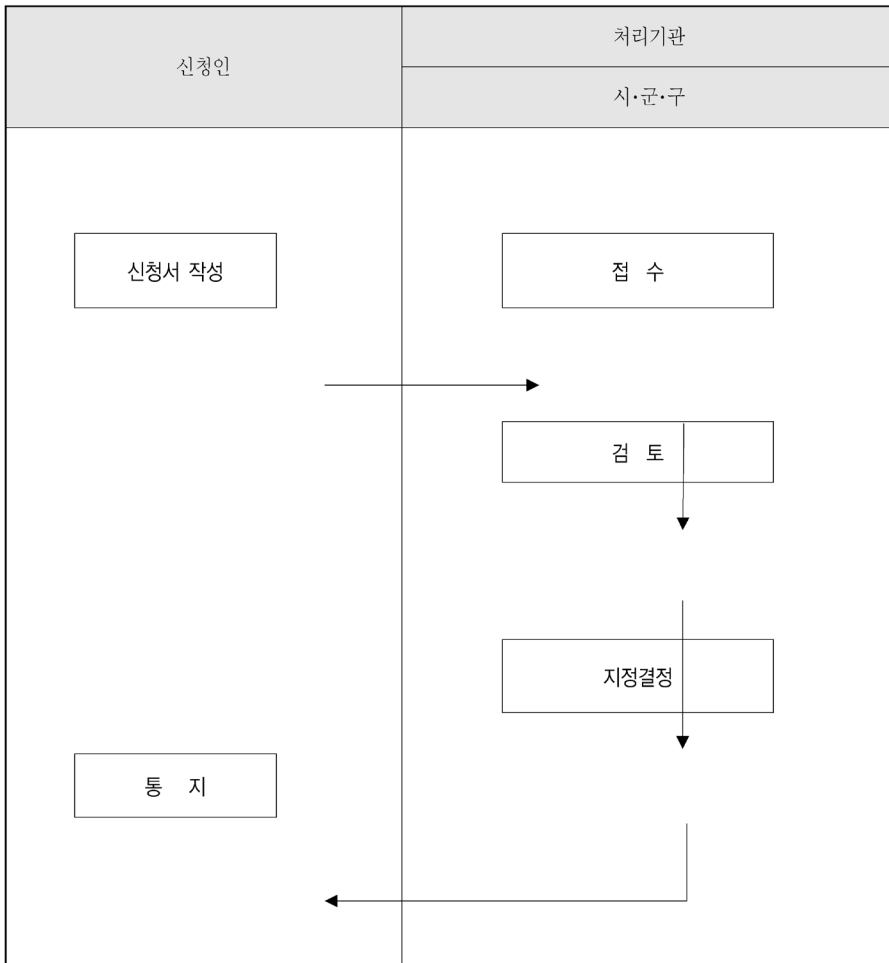 신청인
처리기관
시·군·구
신청서 작성
접 수
검 토
지정결정
통 지